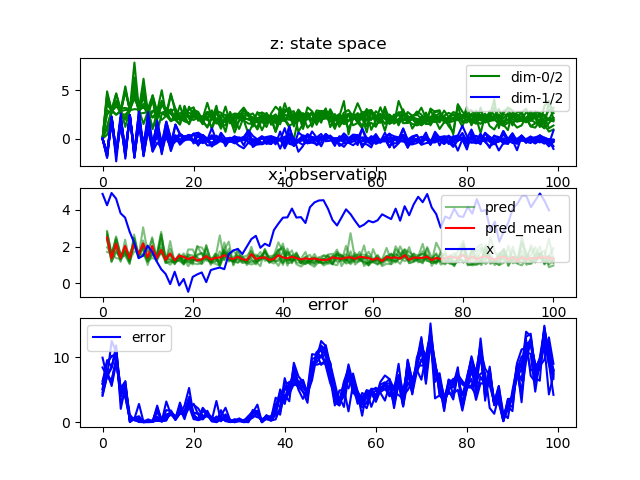 z: state space
5
0
dim-0/2
dim-1/2
0 20 40 60 80 100
x: observation
4
2
0
pred
pred_mean
x
0 20 40 60 80 100
error
10
0
error
0 20 40 60 80 100